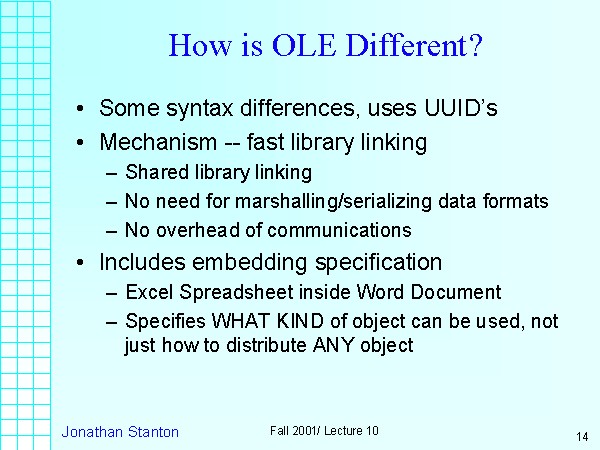 How is OLE Different?
• Some syntax differences, uses UUID's
• Mechanism -- fast library linking
– Shared library linking
– No need for marshalling/serializing data formats
– No overhead of communications
• Includes embedding specification
– Excel Spreadsheet inside Word Document
– Specifies WHAT KIND of object can be used, not
just how to distribute ANY object
Jonathan Stanton
Fall 2001/ Lecture 10
14